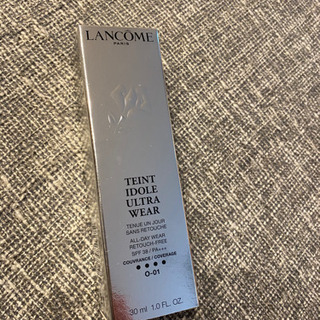 LANCÔME
PARIS
TEINT
IDOLE
ULTRA
WEAR
TENUE UN JOUR
SANS RETOUCHE
ALL-DAY WEAR
RETOUCH-FREE
SPF 38 / PA+++
COUVRANCE / COVERAGE
O-01
30 ml 1.0 FL. OZ.